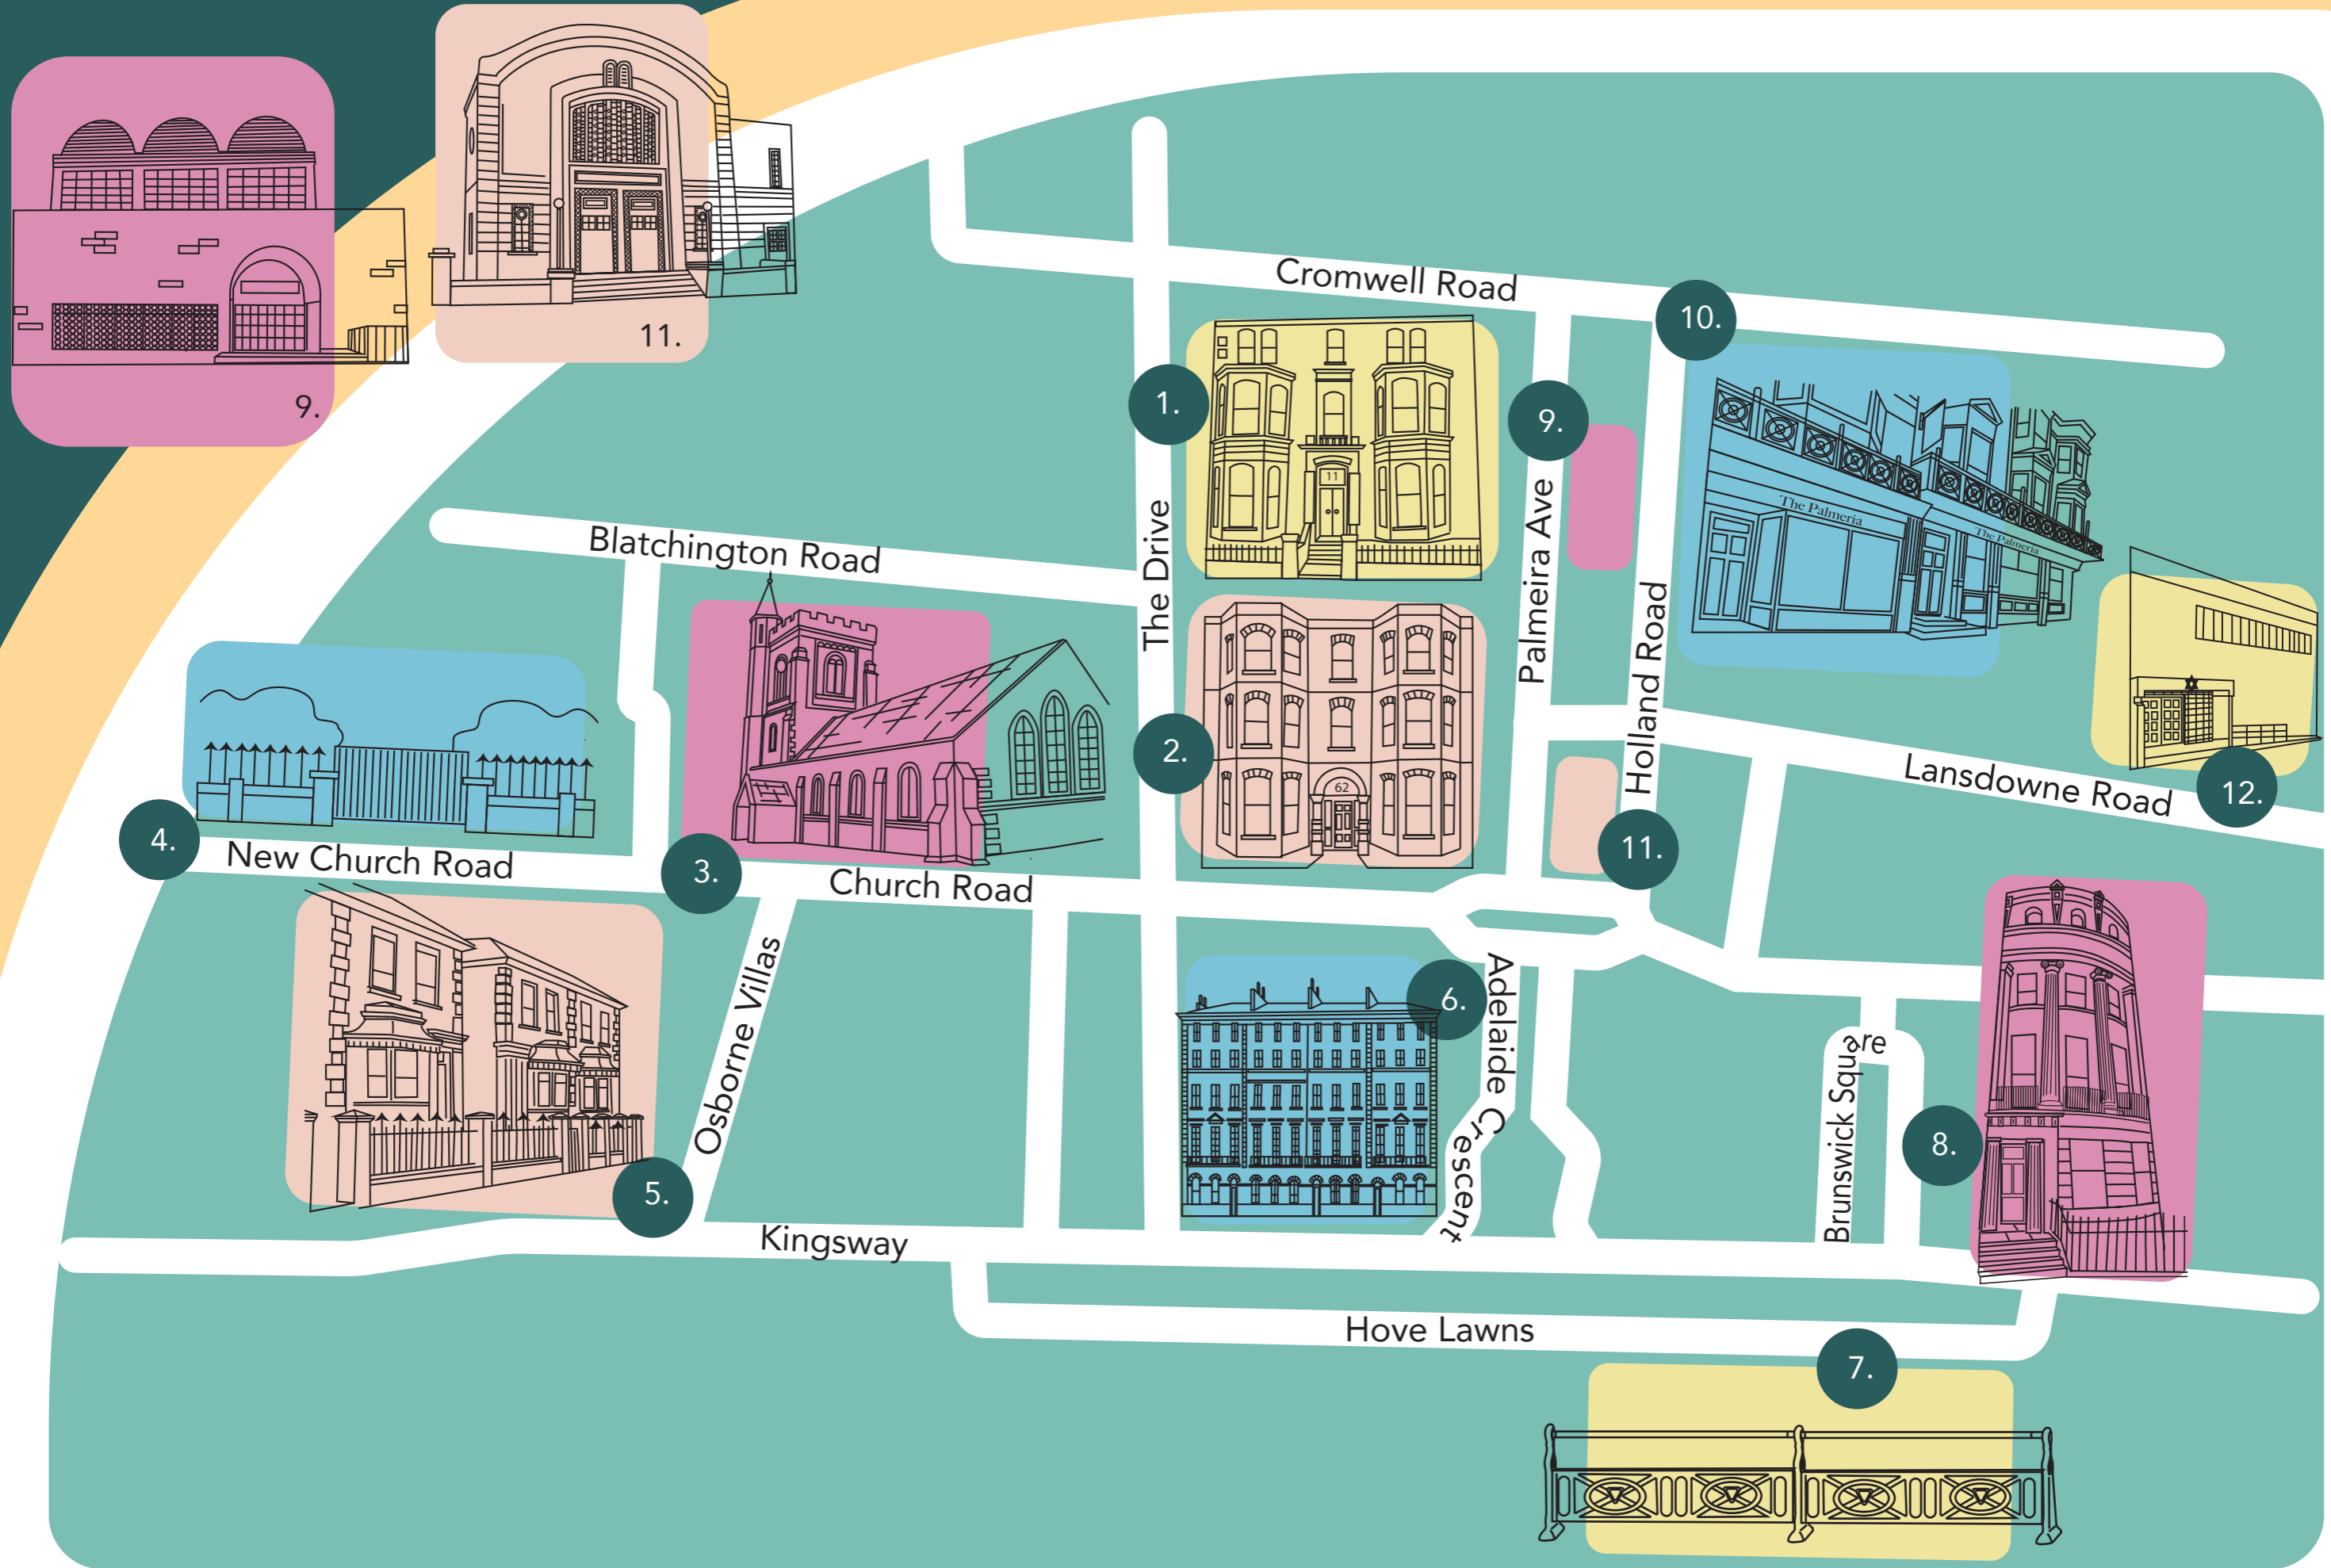 11.
9.
Cromwell Road
10.
1.
11
9.
The Palmeria
The Palmeria
Blatchington Road
The Drive
Palmeira Ave
Holland Road
2.
62
Lansdowne Road
12.
4.
New Church Road
3.
Church Road
11.
Osborne Villas
6.
Adelaide Crescent
Brunswick Square
8.
5.
Kingsway
Hove Lawns
7.